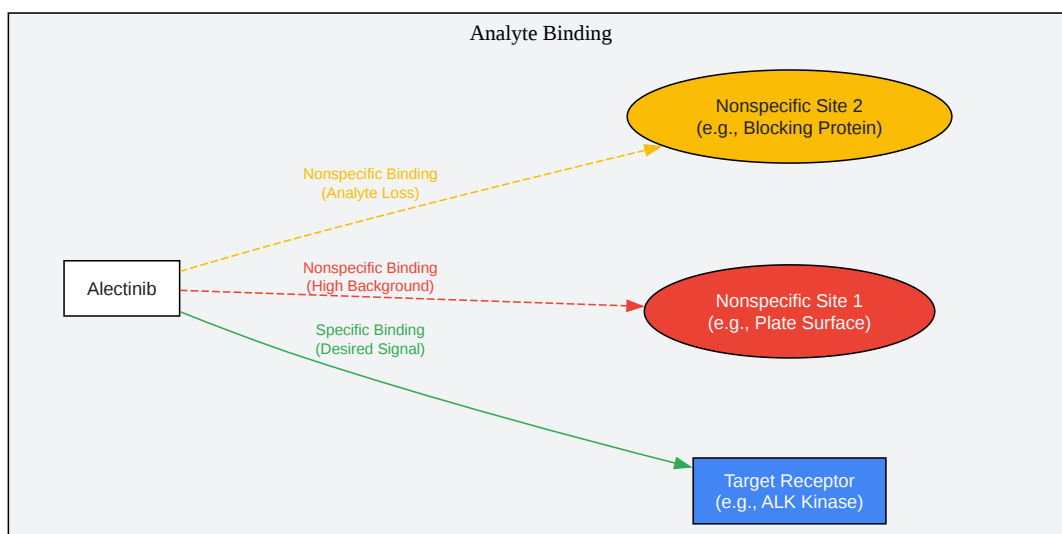 Analyte Binding
Nonspecific Site 2
(e.g., Blocking Protein)
Nonspecific Binding
(Analyte Loss)
Alectinib
Nonspecific Binding
(High Background)
Nonspecific Site 1
(e.g., Plate Surface)
Specific Binding
(Desired Signal)
Target Receptor
(e.g., ALK Kinase)